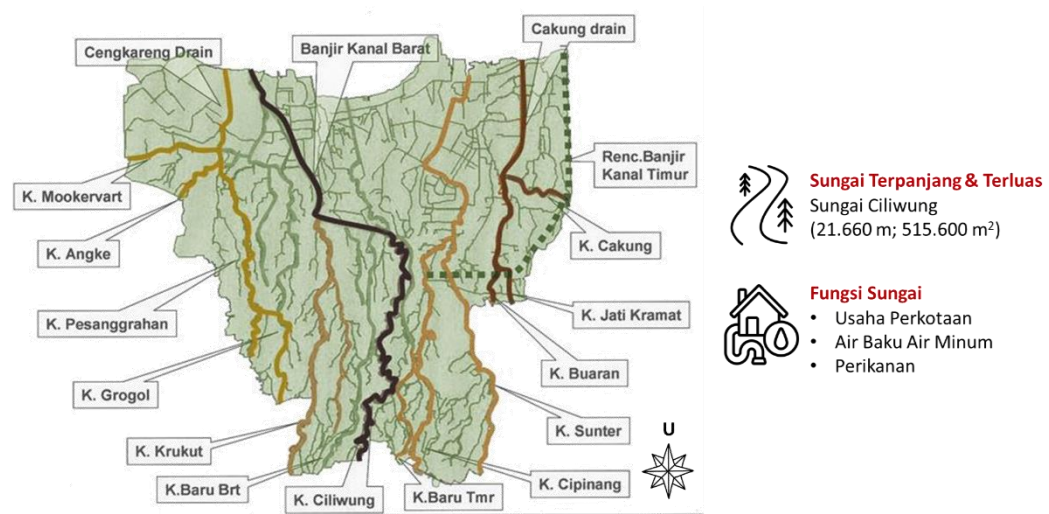 Cengkareng Drain
Banjir Kanal Barat
Cakung drain
Renc.Banjir
Kanal Timur
K. Mookervart
K. Angke
K. Pesanggrahan
K. Grogol
K. Krukut
K.Baru Brt
K. Ciliwung
K.Baru Tmr
K. Cipinang
K. Sunter
K. Buaran
K. Jati Kramat
K. Cakung
U
Sungai Terpanjang & Terluas
Sungai Ciliwung
(21.660 m; 515.600 m²)
Fungsi Sungai
• Usaha Perkotaan
• Air Baku Air Minum
• Perikanan